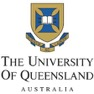 THE UNIVERSITY
OF QUEENSLAND
AUSTRALIA